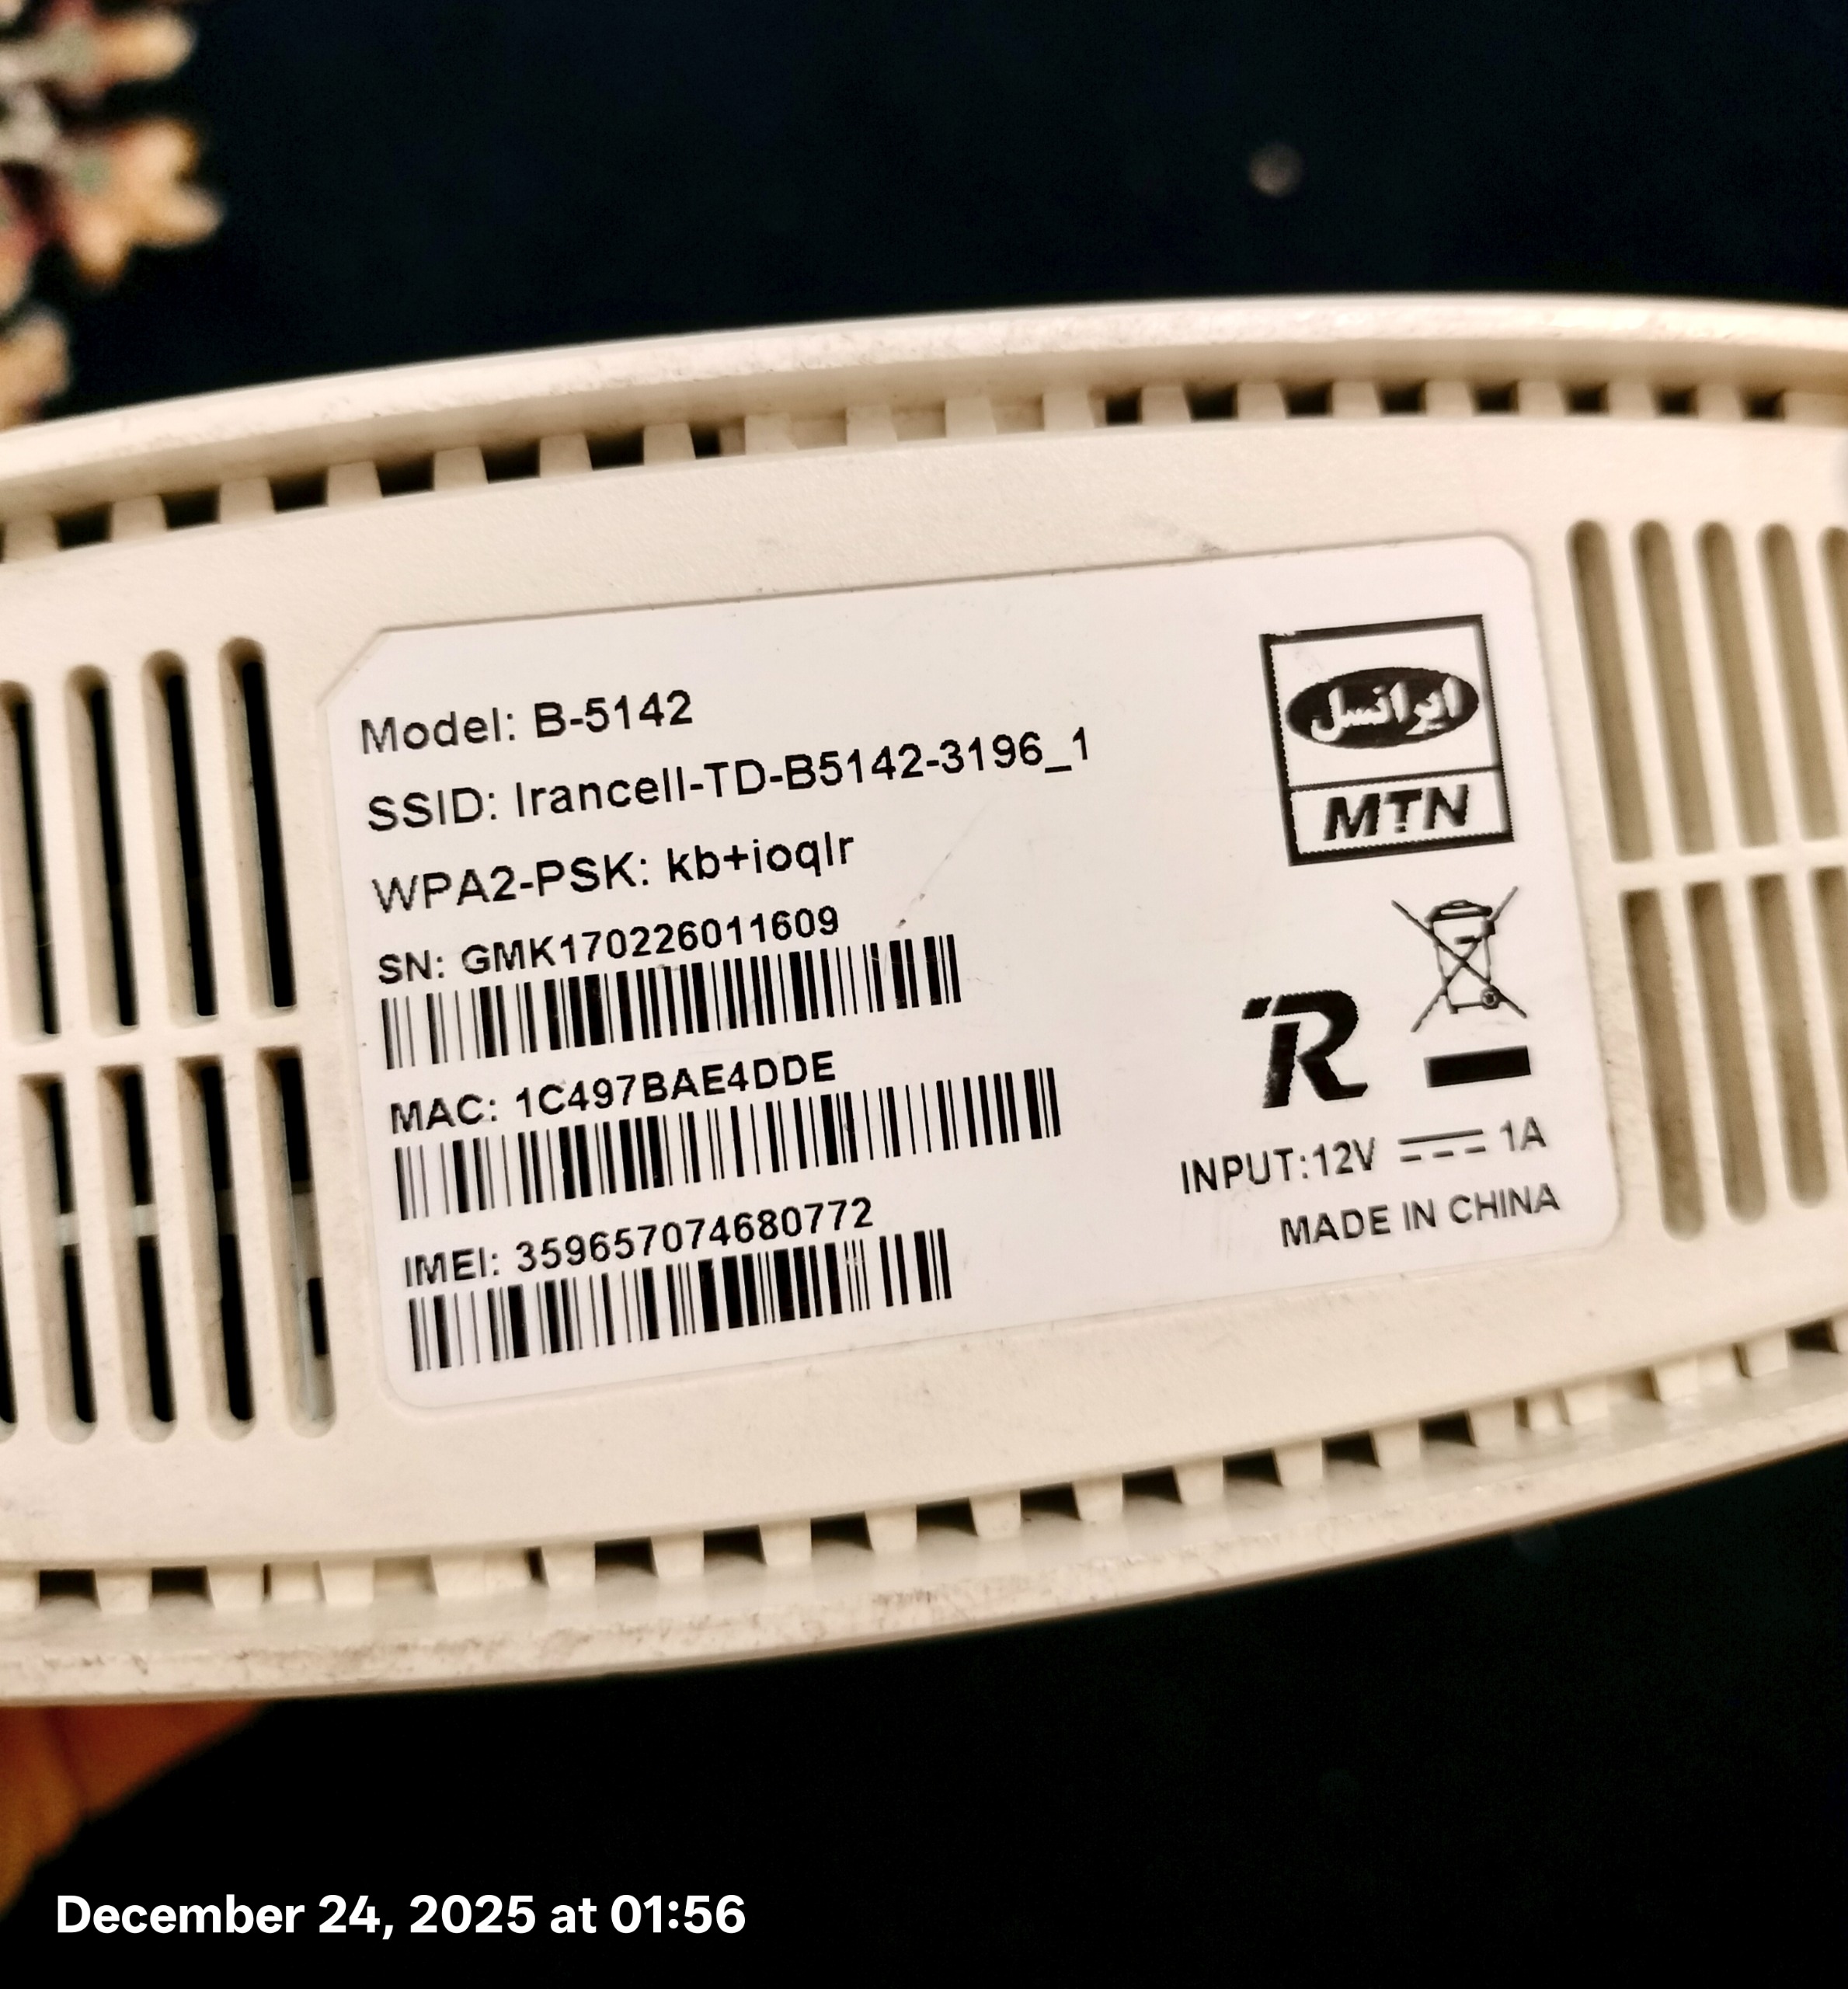 Model: B-5142
SSID: Irancell-TD-B5142-3196_1
WPA2-PSK: kb+ioqlr
SN: GMK170226011609
MAC: 1C497BAE4DDE
IMEI: 359657074680772
ایرانسل
MTN
R
INPUT:12V ⎓ 1A
MADE IN CHINA
December 24, 2025 at 01:56